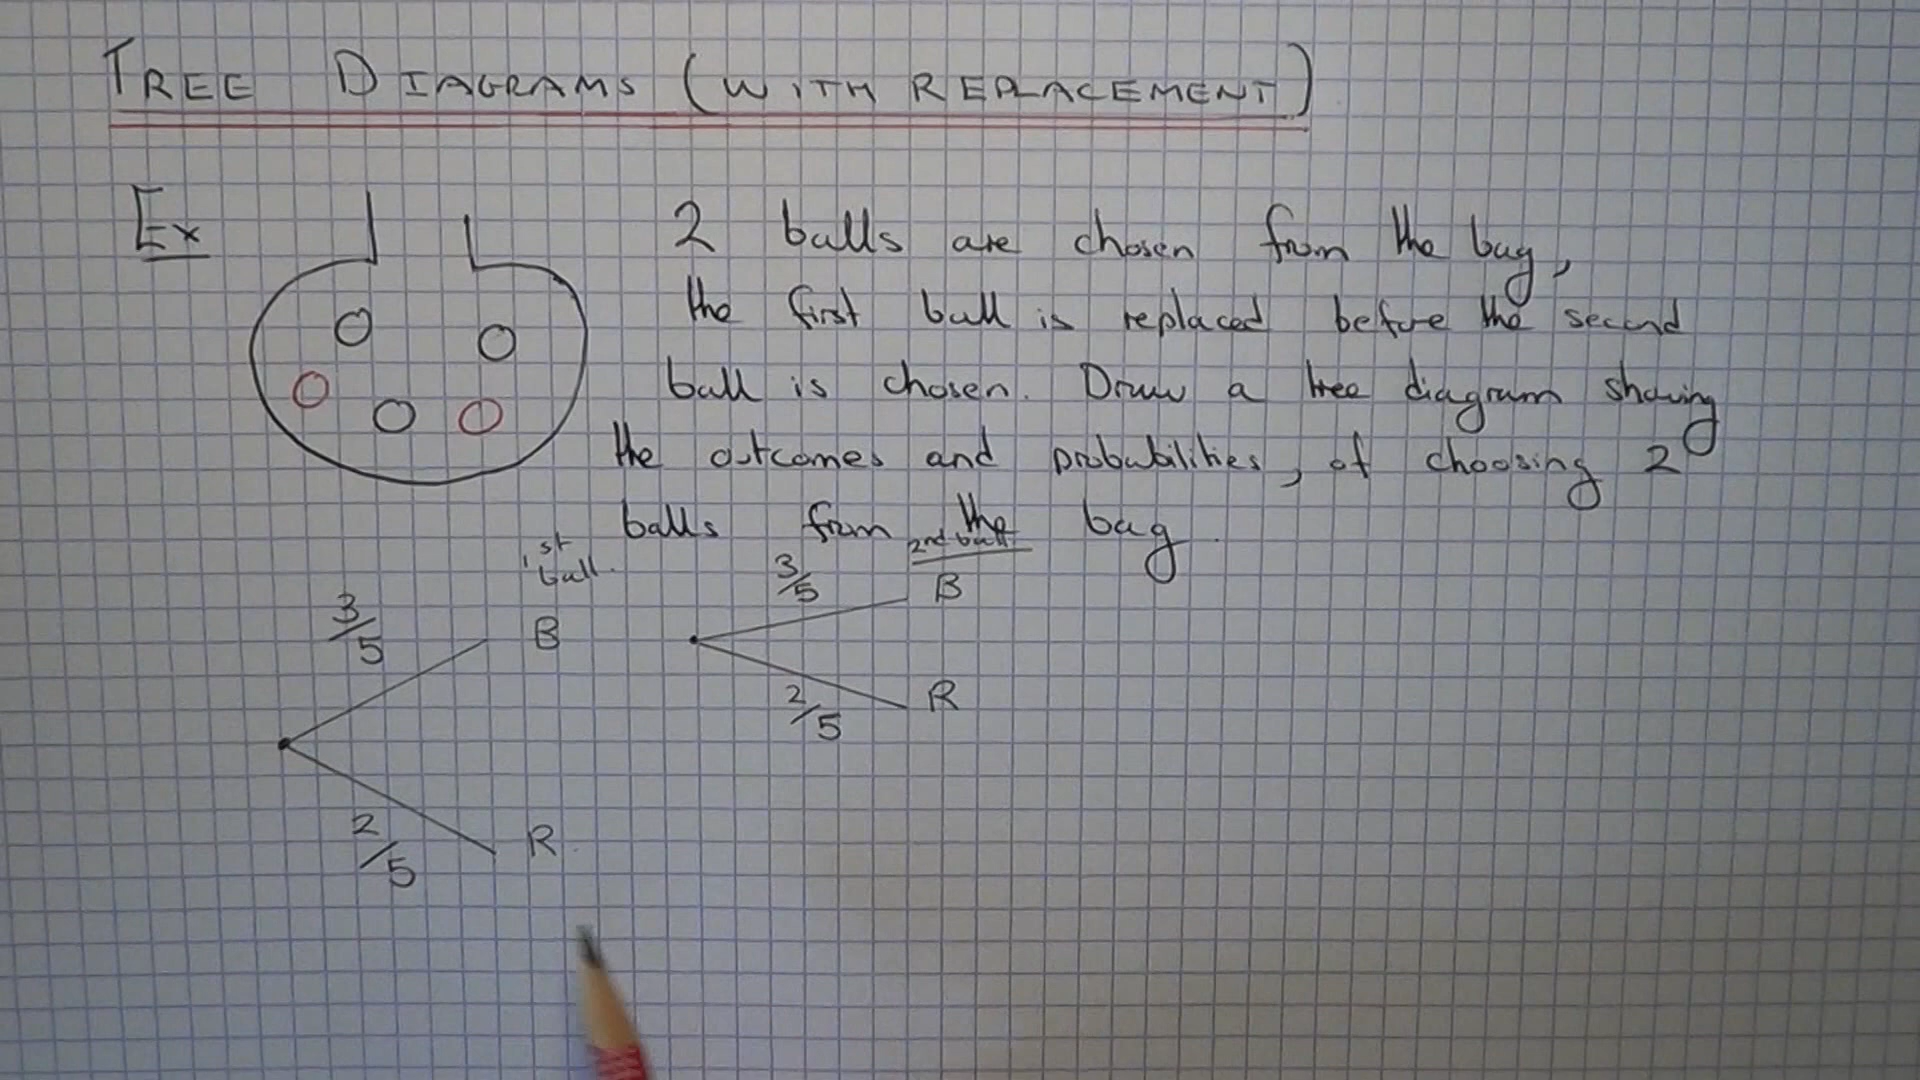 TREE DIAGRAMS (WITH REPLACEMENT)
Ex
2 balls are chosen from the bag,
the first ball is replaced before the second
ball is chosen. Draw a tree diagram showing
the outcomes and probabilities, of choosing 2
balls from the bag.
1st ball.
2nd ball
3/5 B
3/5 B
2/5 R
2/5 R